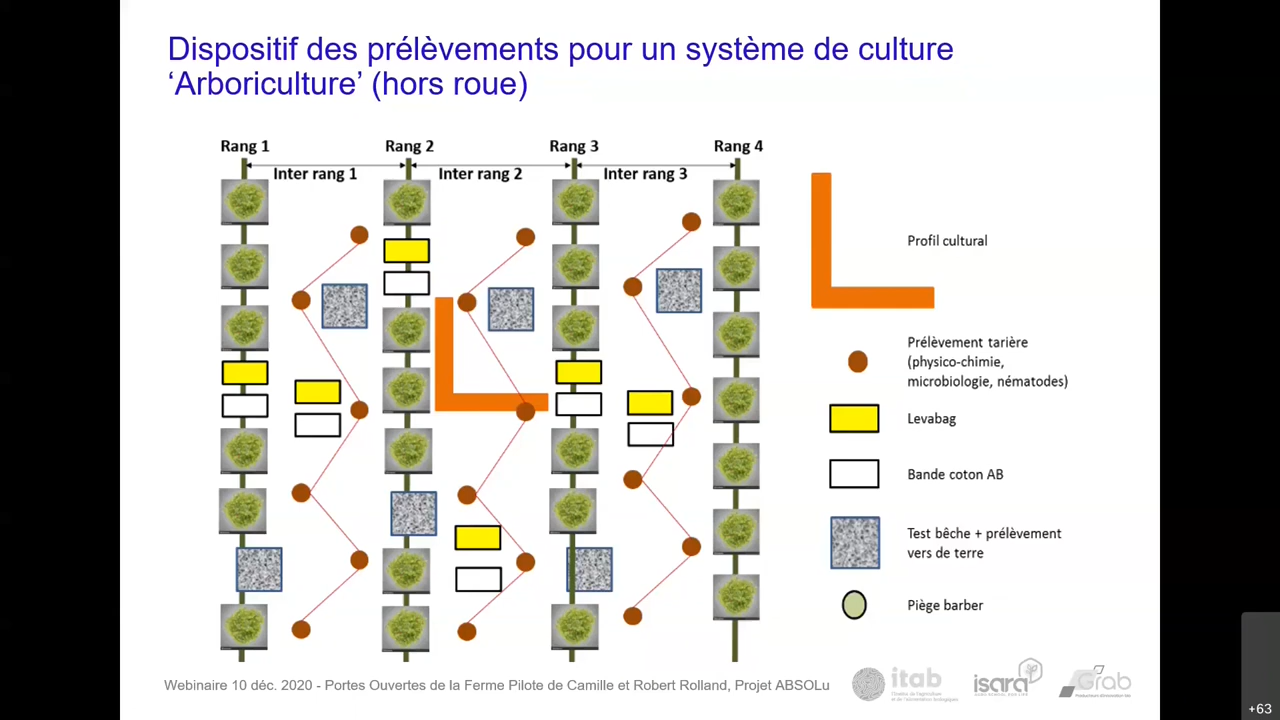 Dispositif des prélèvements pour un système de culture
‘Arboriculture’ (hors roue)
Rang 1
Rang 2
Rang 3
Rang 4
Inter rang 1
Inter rang 2
Inter rang 3
Profil cultural
Prélèvement tarière
(physico-chimie,
microbiologie, nématodes)
Levabag
Bande coton AB
Test bêche + prélèvement
vers de terre
Piège barber
Webinaire 10 déc. 2020 - Portes Ouvertes de la Ferme Pilote de Camille et Robert Rolland, Projet ABSOLu
itab
isara
Grab
+63